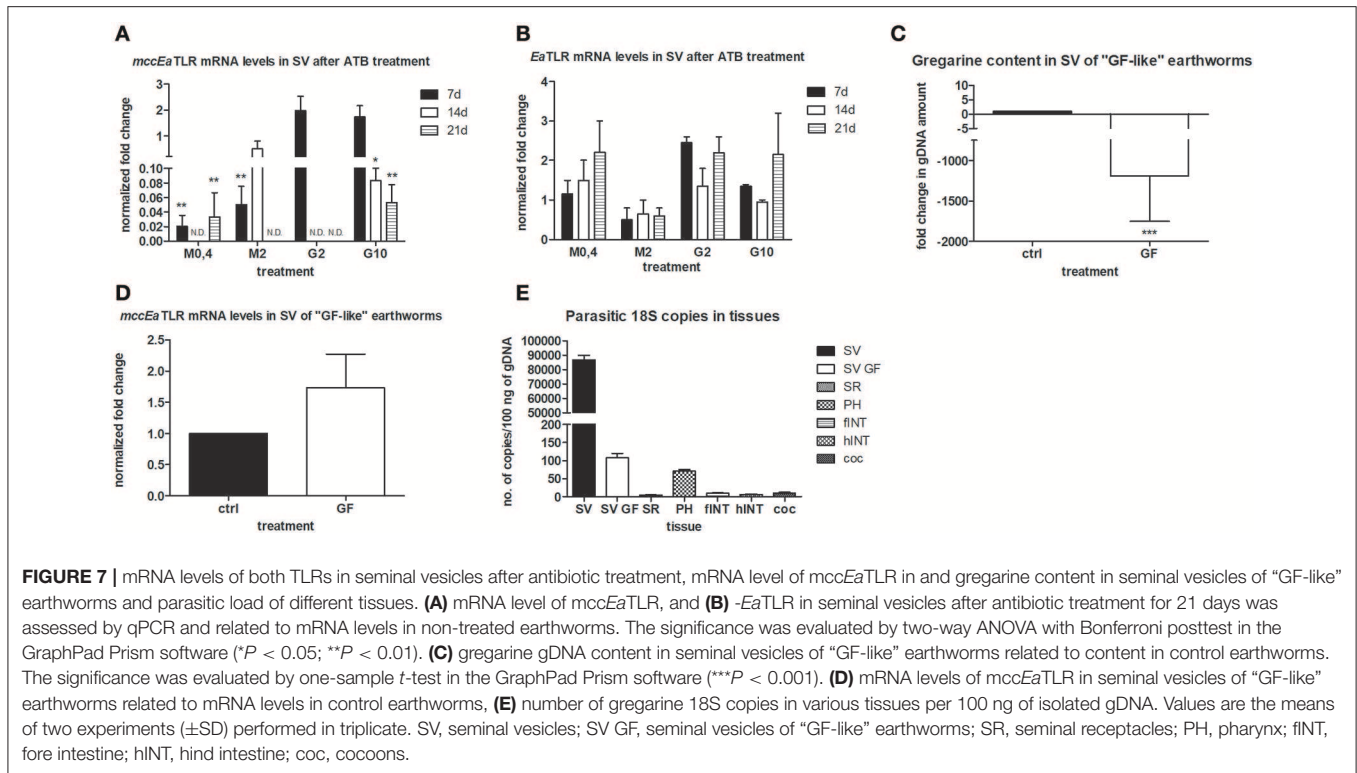 A
mccEaTLR mRNA levels in SV after ATB treatment
normalized fold change
3
2
1
0.10
0.08
0.06
0.04
0.02
0.00
** N.D. ** ** N.D. N.D. N.D. * **
7d
14d
21d
M0,4 M2 G2 G10
treatment
B
EaTLR mRNA levels in SV after ATB treatment
normalized fold change
4
3
2
1
0
7d
14d
21d
M0,4 M2 G2 G10
treatment
C
Gregarine content in SV of "GF-like" earthworms
fold change in gDNA amount
10
5
0
-5
-1000
-1500
-2000
***
ctrl GF
treatment
D
mccEaTLR mRNA levels in SV of "GF-like" earthworms
normalized fold change
2.5
2.0
1.5
1.0
0.5
0.0
ctrl GF
treatment
E
Parasitic 18S copies in tissues
no. of copies/100 ng of gDNA
100000
90000
80000
70000
60000
50000
200
150
100
50
0
SV SV GF SR PH fINT hINT coc
tissue
SV
SV GF
SR
PH
fINT
hINT
coc
FIGURE 7 | mRNA levels of both TLRs in seminal vesicles after antibiotic treatment, mRNA level of mccEaTLR in and gregarine content in seminal vesicles of “GF-like”
earthworms and parasitic load of different tissues. (A) mRNA level of mccEaTLR, and (B) -EaTLR in seminal vesicles after antibiotic treatment for 21 days was
assessed by qPCR and related to mRNA levels in non-treated earthworms. The significance was evaluated by two-way ANOVA with Bonferroni posttest in the
GraphPad Prism software (*P < 0.05; **P < 0.01). (C) gregarine gDNA content in seminal vesicles of “GF-like” earthworms related to content in control earthworms.
The significance was evaluated by one-sample t-test in the GraphPad Prism software (***P < 0.001). (D) mRNA levels of mccEaTLR in seminal vesicles of “GF-like”
earthworms related to mRNA levels in control earthworms, (E) number of gregarine 18S copies in various tissues per 100 ng of isolated gDNA. Values are the means
of two experiments (±SD) performed in triplicate. SV, seminal vesicles; SV GF, seminal vesicles of “GF-like” earthworms; SR, seminal receptacles; PH, pharynx; fINT,
fore intestine; hINT, hind intestine; coc, cocoons.